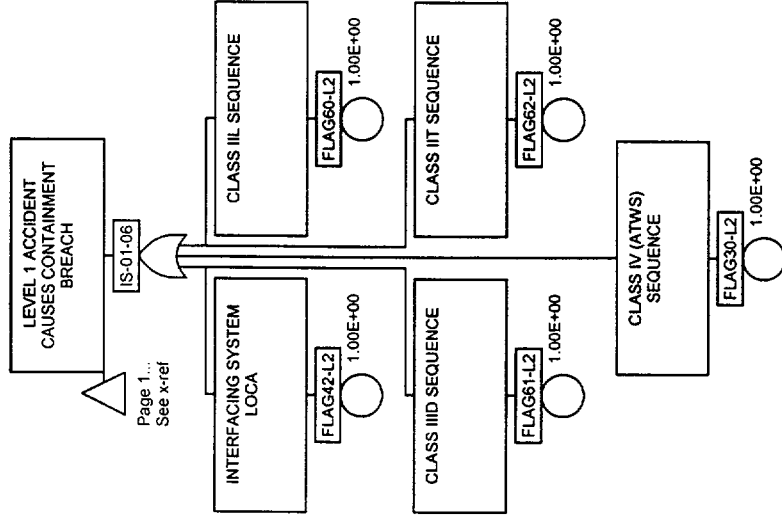 LEVEL 1 ACCIDENT
CAUSES CONTAINMENT
BREACH
IS-01-06
Page 1...
See x-ref
INTERFACING SYSTEM
LOCA
FLAG42-L2
1.00E+00
CLASS IIL SEQUENCE
FLAG60-L2
1.00E+00
CLASS IIID SEQUENCE
FLAG61-L2
1.00E+00
CLASS IIT SEQUENCE
FLAG62-L2
1.00E+00
CLASS IV (ATWS)
SEQUENCE
FLAG30-L2
1.00E+00